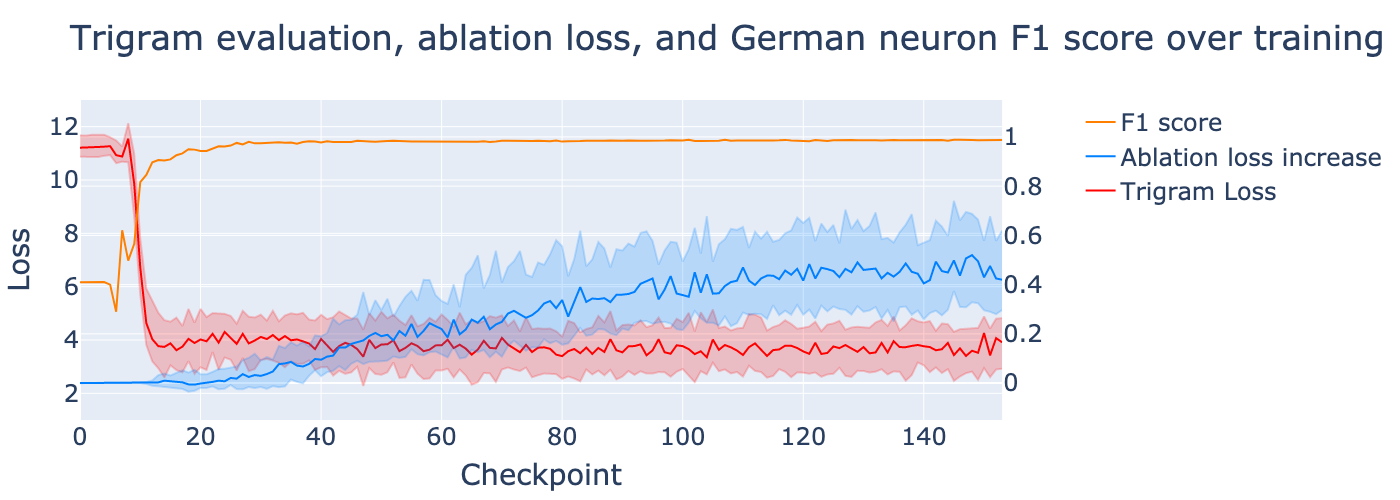 Trigram evaluation, ablation loss, and German neuron F1 score over training
F1 score
Ablation loss increase
Trigram Loss
Loss
12
10
8
6
4
2
1
0.8
0.6
0.4
0.2
0
0 20 40 60 80 100 120 140
Checkpoint